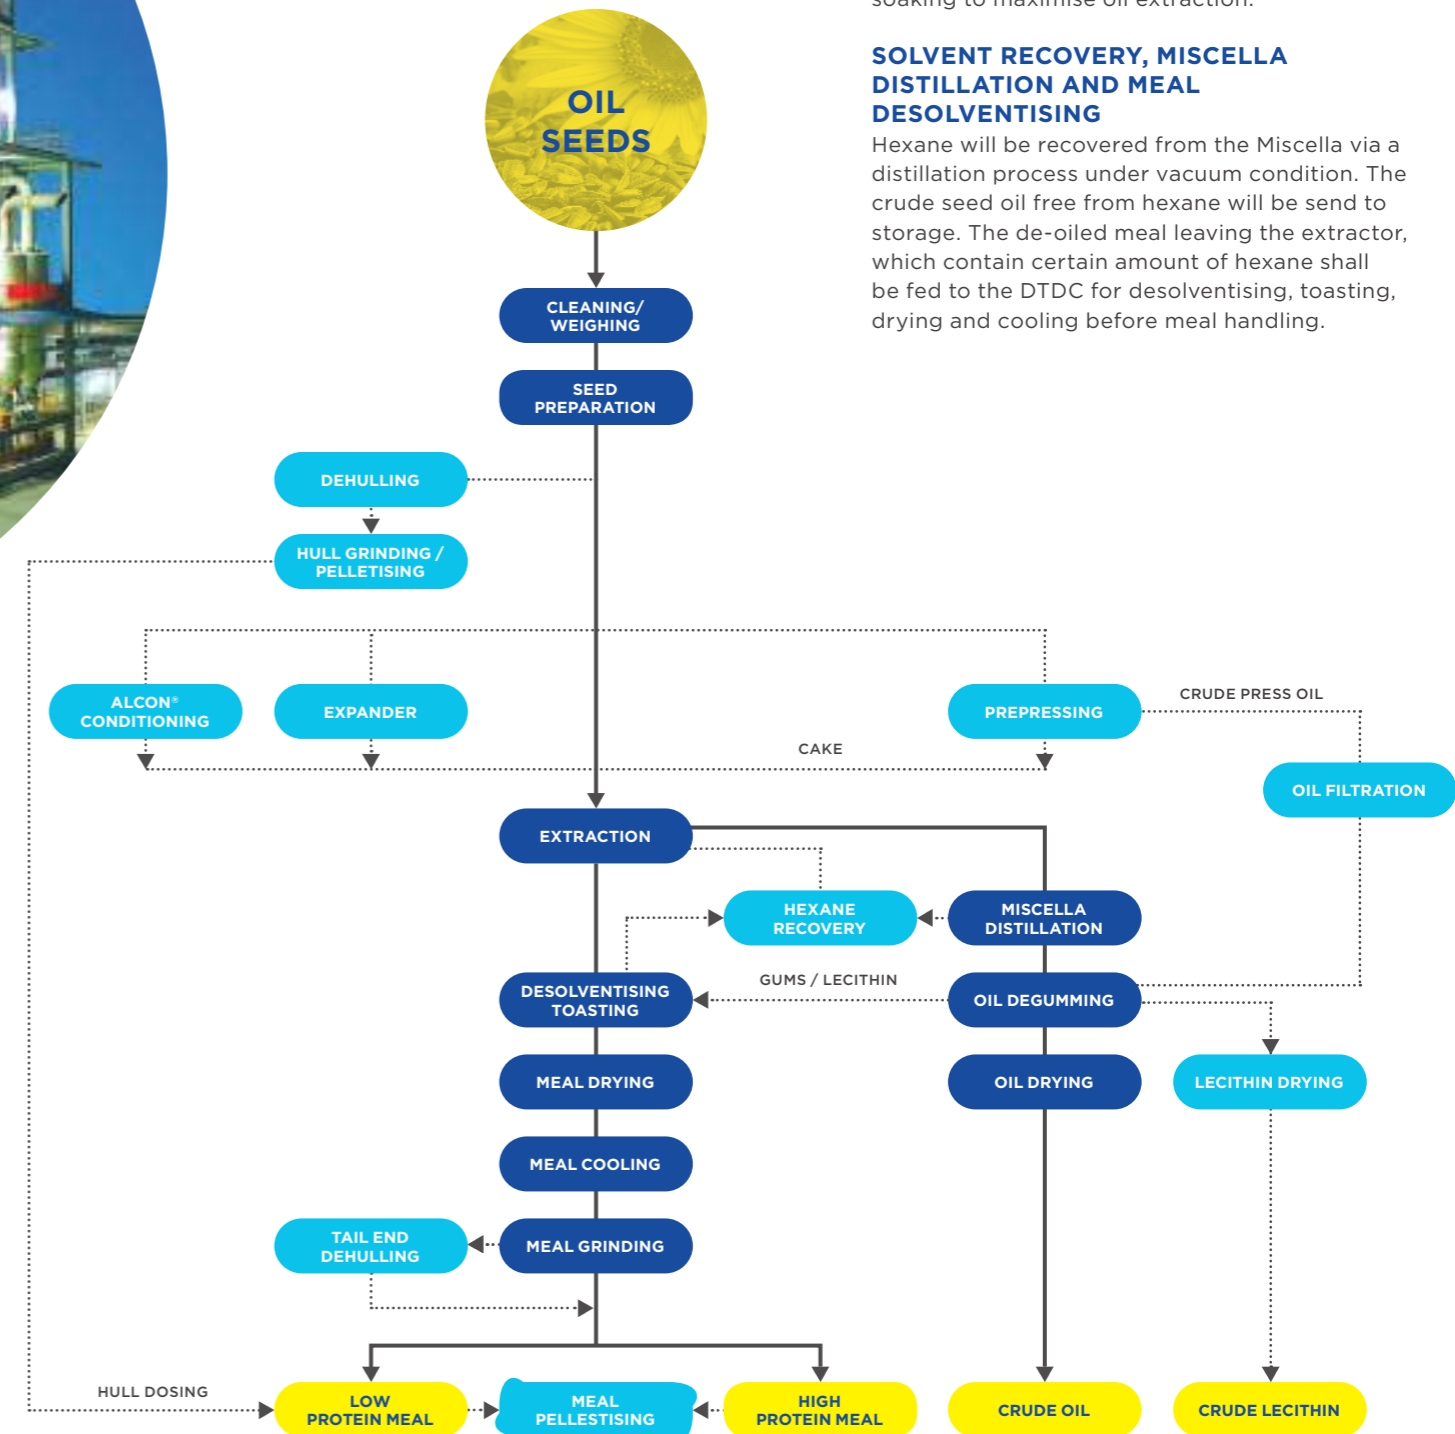 soaking to maximise oil extraction.
SOLVENT RECOVERY, MISCELLA
DISTILLATION AND MEAL
DESOLVENTISING
Hexane will be recovered from the Miscella via a
distillation process under vacuum condition. The
crude seed oil free from hexane will be send to
storage. The de-oiled meal leaving the extractor,
which contain certain amount of hexane shall
be fed to the DTDC for desolventising, toasting,
drying and cooling before meal handling.
OIL
SEEDS
CLEANING/
WEIGHING
SEED
PREPARATION
DEHULLING
HULL GRINDING /
PELLETISING
ALCON®
CONDITIONING
EXPANDER
PREPRESSING
CRUDE PRESS OIL
CAKE
OIL FILTRATION
EXTRACTION
HEXANE
RECOVERY
MISCELLA
DISTILLATION
DESOLVENTISING
TOASTING
GUMS / LECITHIN
OIL DEGUMMING
MEAL DRYING
OIL DRYING
LECITHIN DRYING
MEAL COOLING
TAIL END
DEHULLING
MEAL GRINDING
HULL DOSING
LOW
PROTEIN MEAL
MEAL
PELLESTISING
HIGH
PROTEIN MEAL
CRUDE OIL
CRUDE LECITHIN